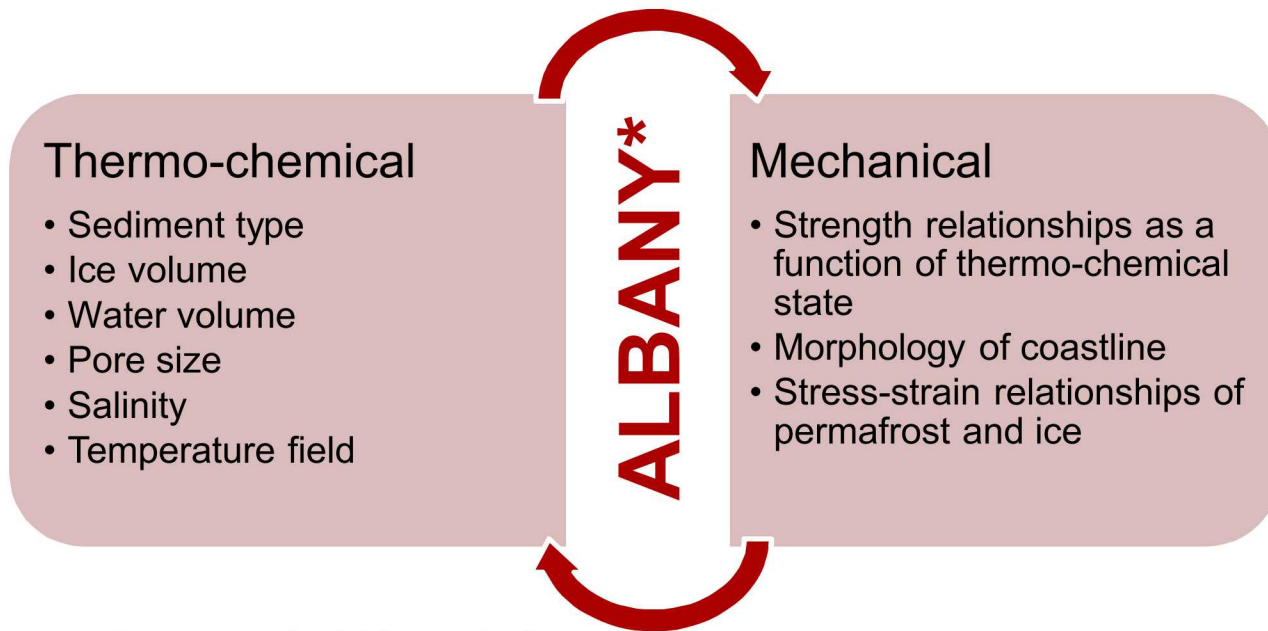 Thermo-chemical
• Sediment type
• Ice volume
• Water volume
• Pore size
• Salinity
• Temperature field
ALBANY*
Mechanical
• Strength relationships as a
function of thermo-chemical
state
• Morphology of coastline
• Stress-strain relationships of
permafrost and ice